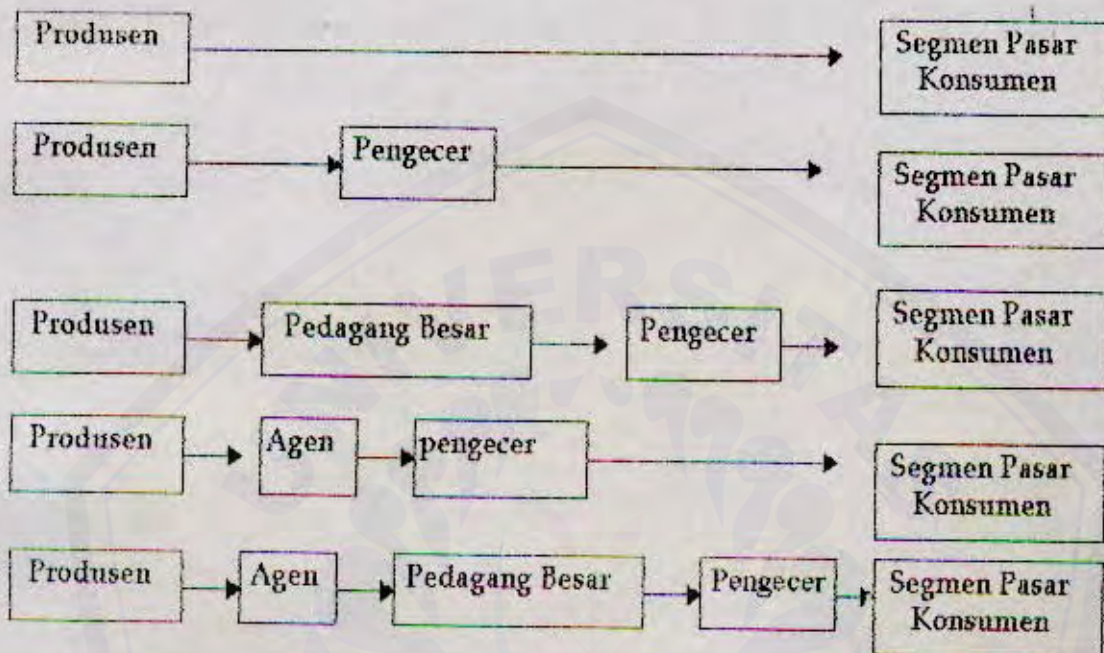 Produsen
Segmen Pasar
Konsumen
Produsen
Pengecer
Segmen Pasar
Konsumen
Produsen
Pedagang Besar
Pengecer
Segmen Pasar
Konsumen
Produsen
Agen
pengecer
Segmen Pasar
Konsumen
Produsen
Agen
Pedagang Besar
Pengecer
Segmen Pasar
Konsumen